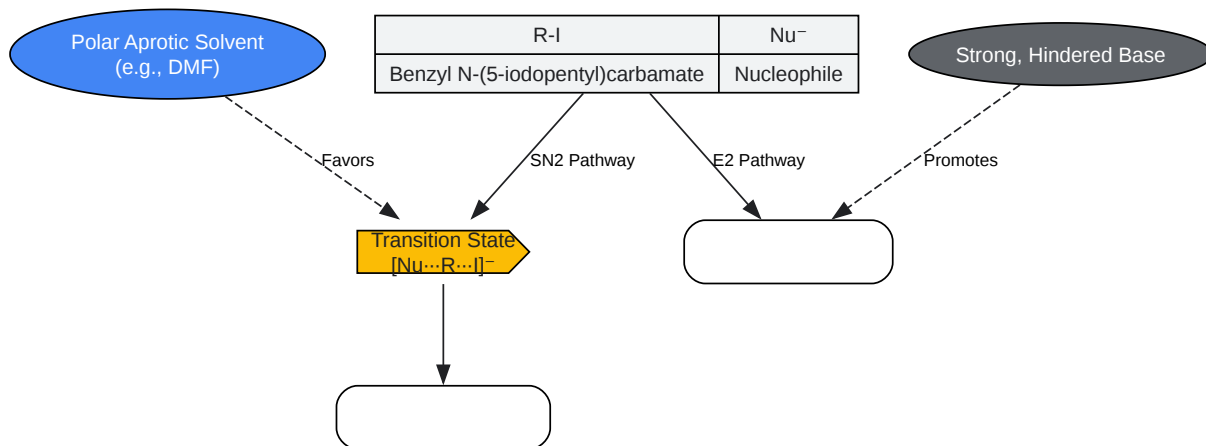 Polar Aprotic Solvent
(e.g., DMF)
R-I
Nu⁻
Benzyl N-(5-iodopentyl)carbamate
Nucleophile
Strong, Hindered Base
Favors
SN2 Pathway
E2 Pathway
Promotes
Transition State
[Nu···R···I]⁻